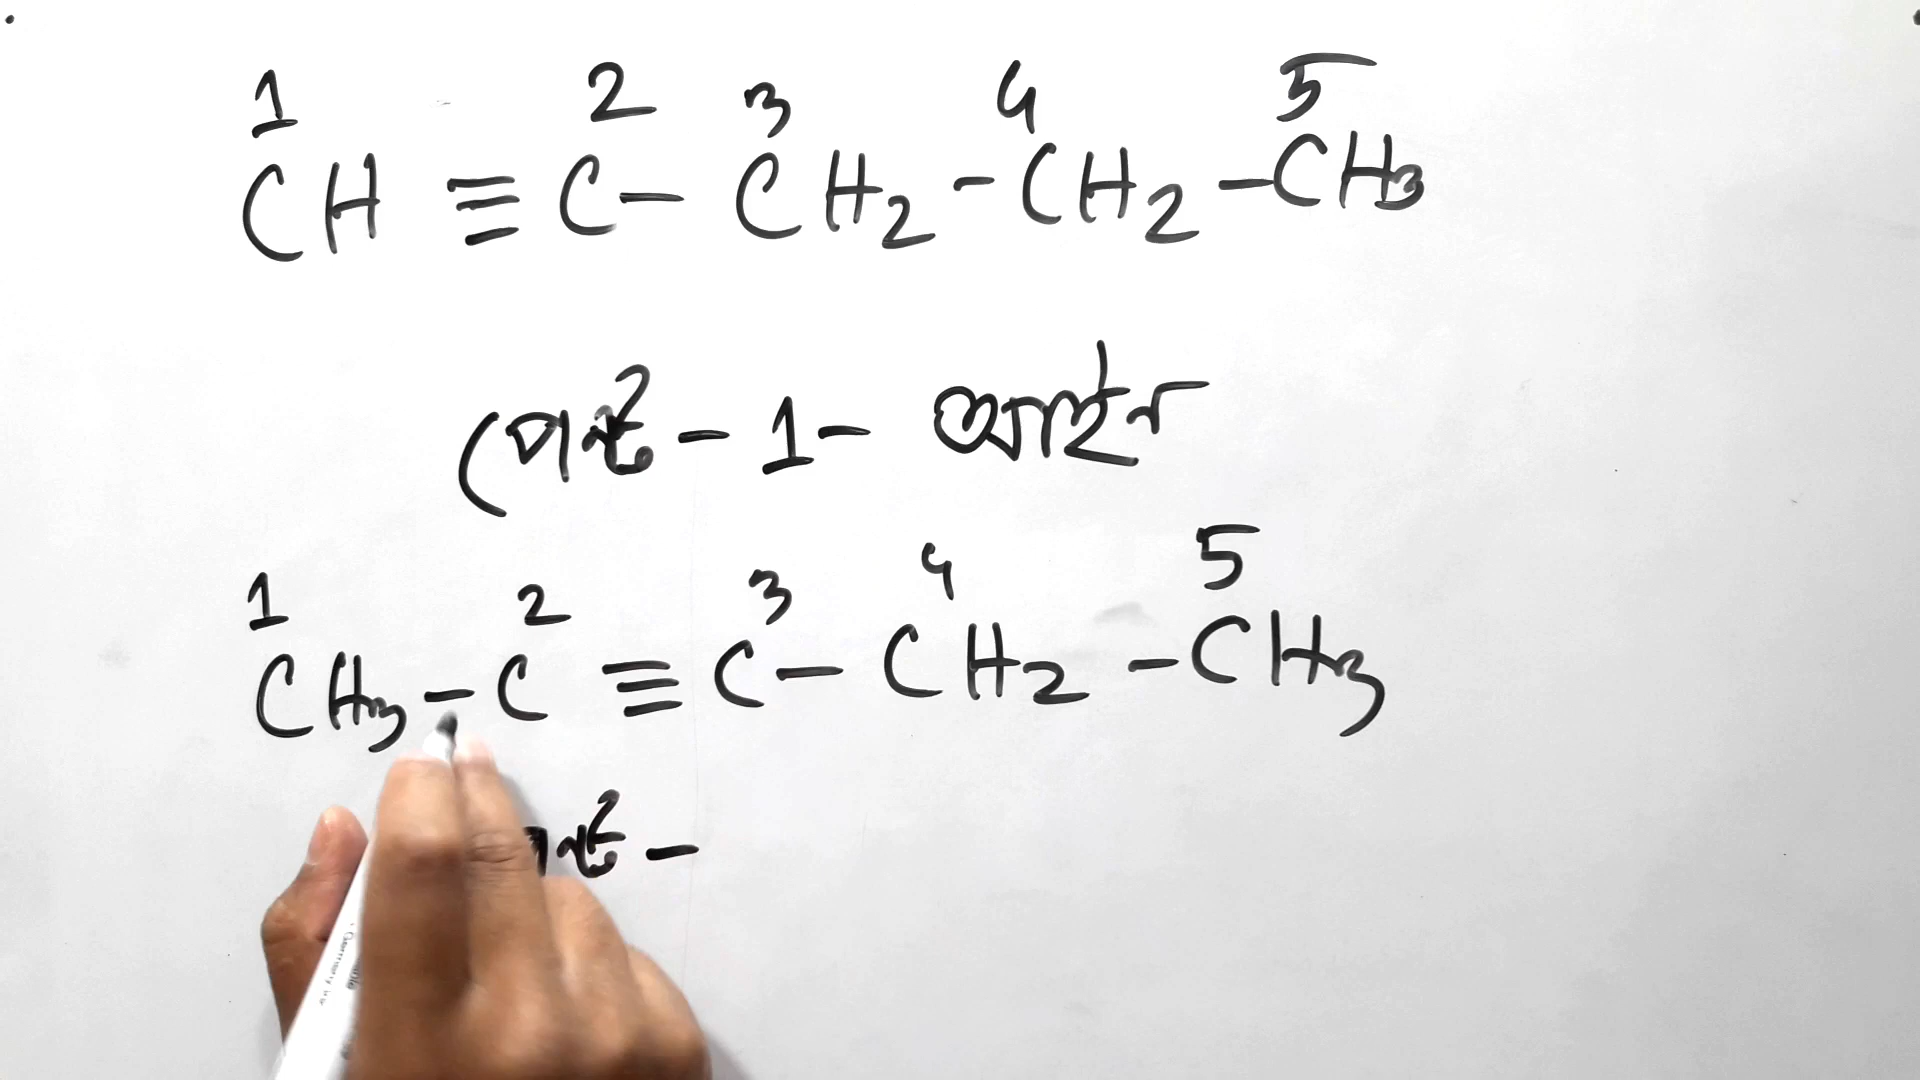 1 2 3 4 5
CH ≡ C - CH2 - CH2 - CH3
পেন্ট - 1 - আইন
1 2 3 4 5
CH3 - C ≡ C - CH2 - CH3
ন্ট -